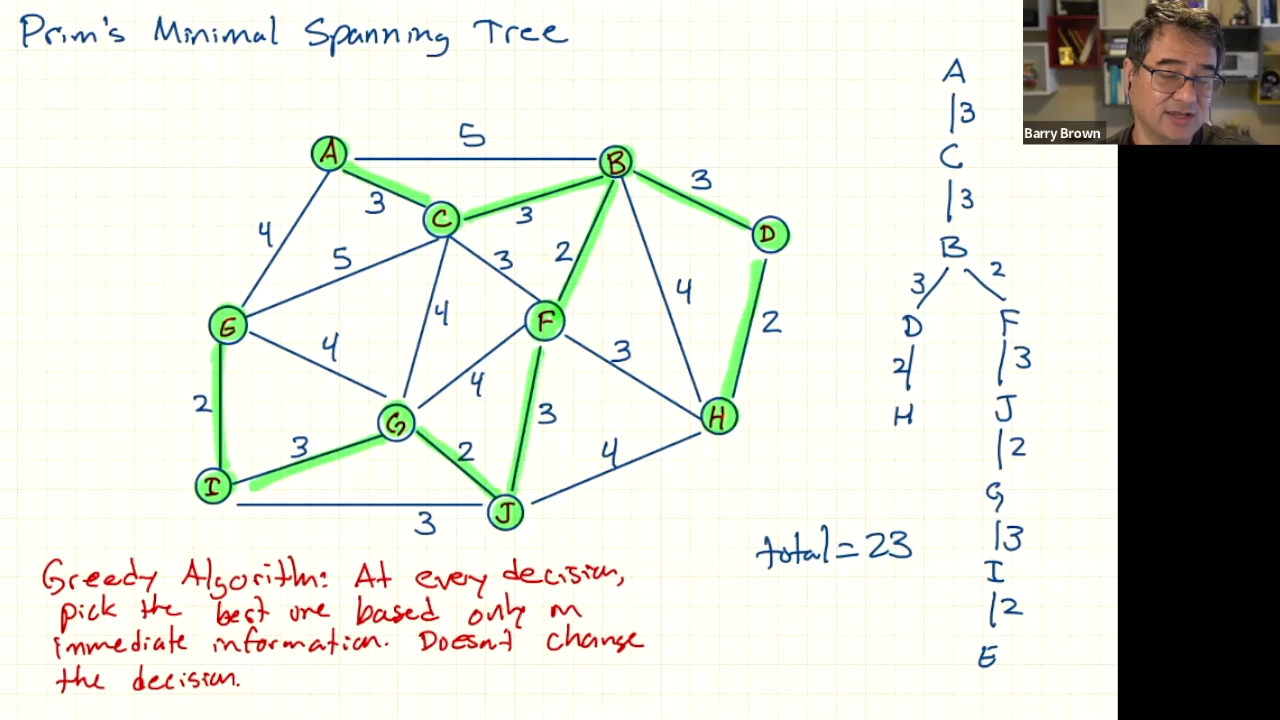 Prim's Minimal Spanning Tree
Barry Brown
A
5
B
3
C
3
3
D
4
5
3
2
4
2
E
4
4
F
3
4
G
H
2
3
2
3
4
I
3
J
A
3
C
3
B
3 2
D F
2 3
H J
2
G
3
I
2
E
total = 23
Greedy Algorithm: At every decision,
pick the best one based only on
immediate information. Doesn't change
the decision.